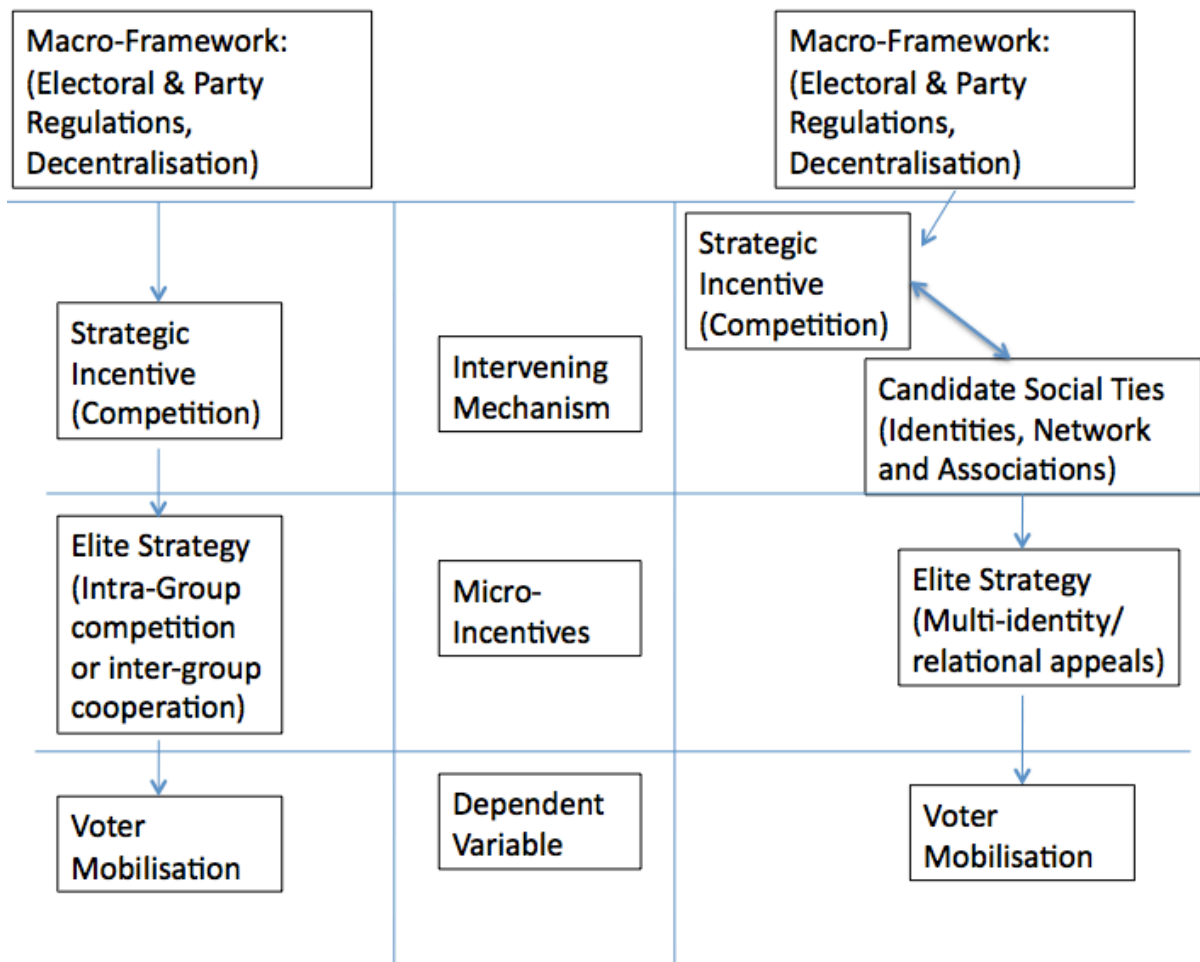 Macro-Framework:
(Electoral & Party
Regulations,
Decentralisation)
Macro-Framework:
(Electoral & Party
Regulations,
Decentralisation)
Strategic
Incentive
(Competition)
Intervening
Mechanism
Strategic
Incentive
(Competition)
Candidate Social Ties
(Identities, Network
and Associations)
Elite Strategy
(Intra-Group
competition
or inter-group
cooperation)
Micro-
Incentives
Elite Strategy
(Multi-identity/
relational appeals)
Voter
Mobilisation
Dependent
Variable
Voter
Mobilisation